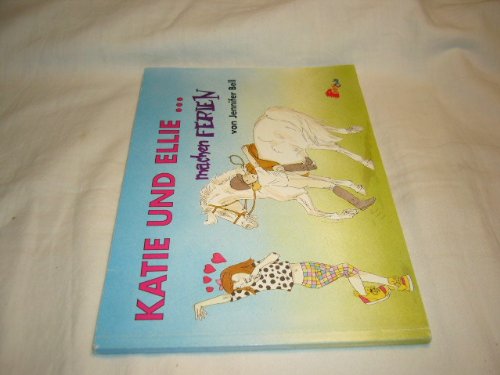 KATIE UND ELLIE...
machen FERIEN
von Jennifer Bell